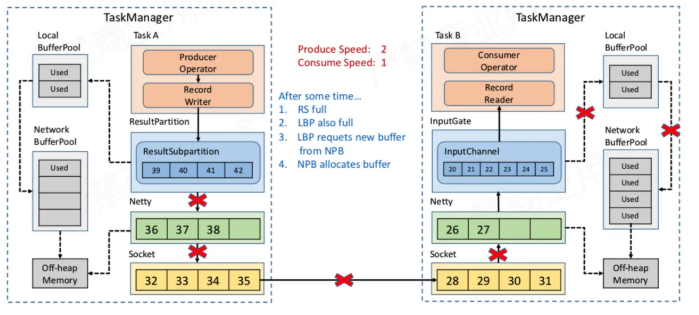 TaskManager
Local
BufferPool
Used
Used
Network
BufferPool
Used
Off-heap
Memory
Task A
Producer
Operator
Record
Writer
ResultPartition
ResultSubpartition
39 40 41 42
Netty
36 37 38
Socket
32 33 34 35
Produce Speed: 2
Consume Speed: 1
After some time...
1. RS full
2. LBP also full
3. LBP requets new buffer
from NPB
4. NPB allocates buffer
TaskManager
Task B
Consumer
Operator
Record
Reader
InputGate
InputChannel
20 21 22 23 24 25
Netty
26 27
Socket
28 29 30 31
Local
BufferPool
Used
Used
Network
BufferPool
Used
Used
Used
Used
Off-heap
Memory